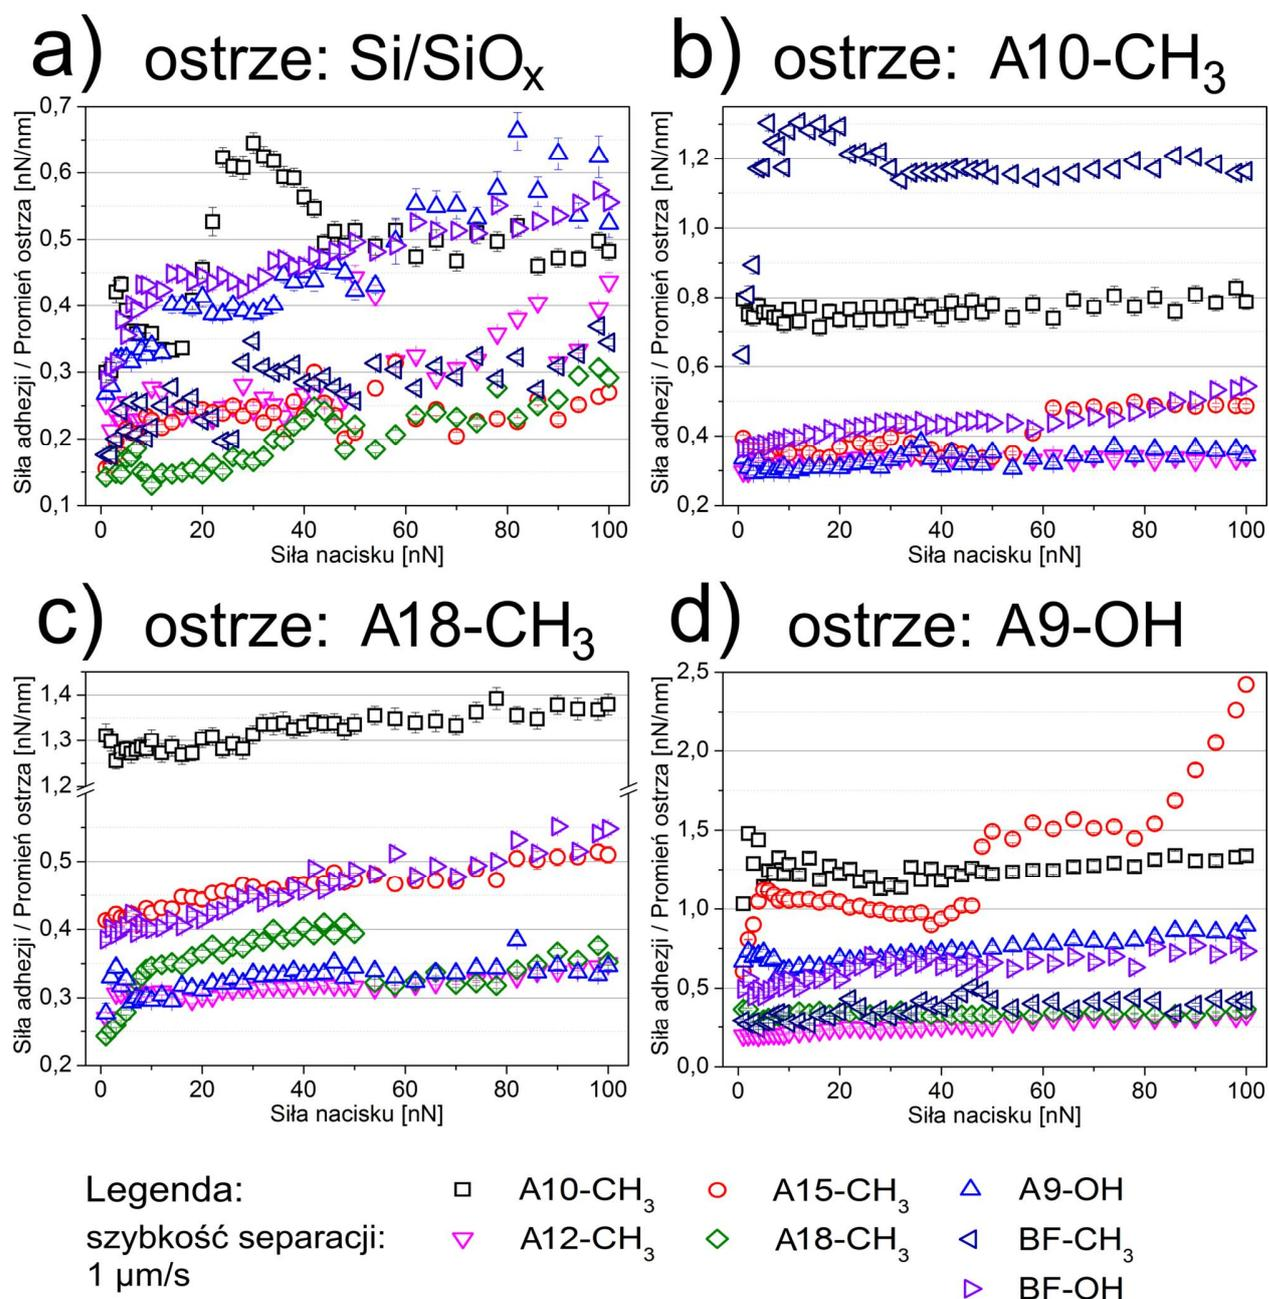 a) ostrze: Si/SiOx
b) ostrze: A10-CH3
Siła adhezji / Promień ostrza [nN/nm]
0,7
0,6
0,5
0,4
0,3
0,2
0,1
0 20 40 60 80 100
Siła nacisku [nN]
Siła adhezji / Promień ostrza [nN/nm]
1,2
1,0
0,8
0,6
0,4
0,2
0 20 40 60 80 100
Siła nacisku [nN]
c) ostrze: A18-CH3
d) ostrze: A9-OH
Siła adhezji / Promień ostrza [nN/nm]
1,4
1,3
1,2
0,5
0,4
0,3
0,2
0 20 40 60 80 100
Siła nacisku [nN]
Siła adhezji / Promień ostrza [nN/nm]
2,5
2,0
1,5
1,0
0,5
0,0
0 20 40 60 80 100
Siła nacisku [nN]
Legenda:
szybkość separacji:
1 µm/s
A10-CH3 A15-CH3 A9-OH
A12-CH3 A18-CH3 BF-CH3
BF-OH